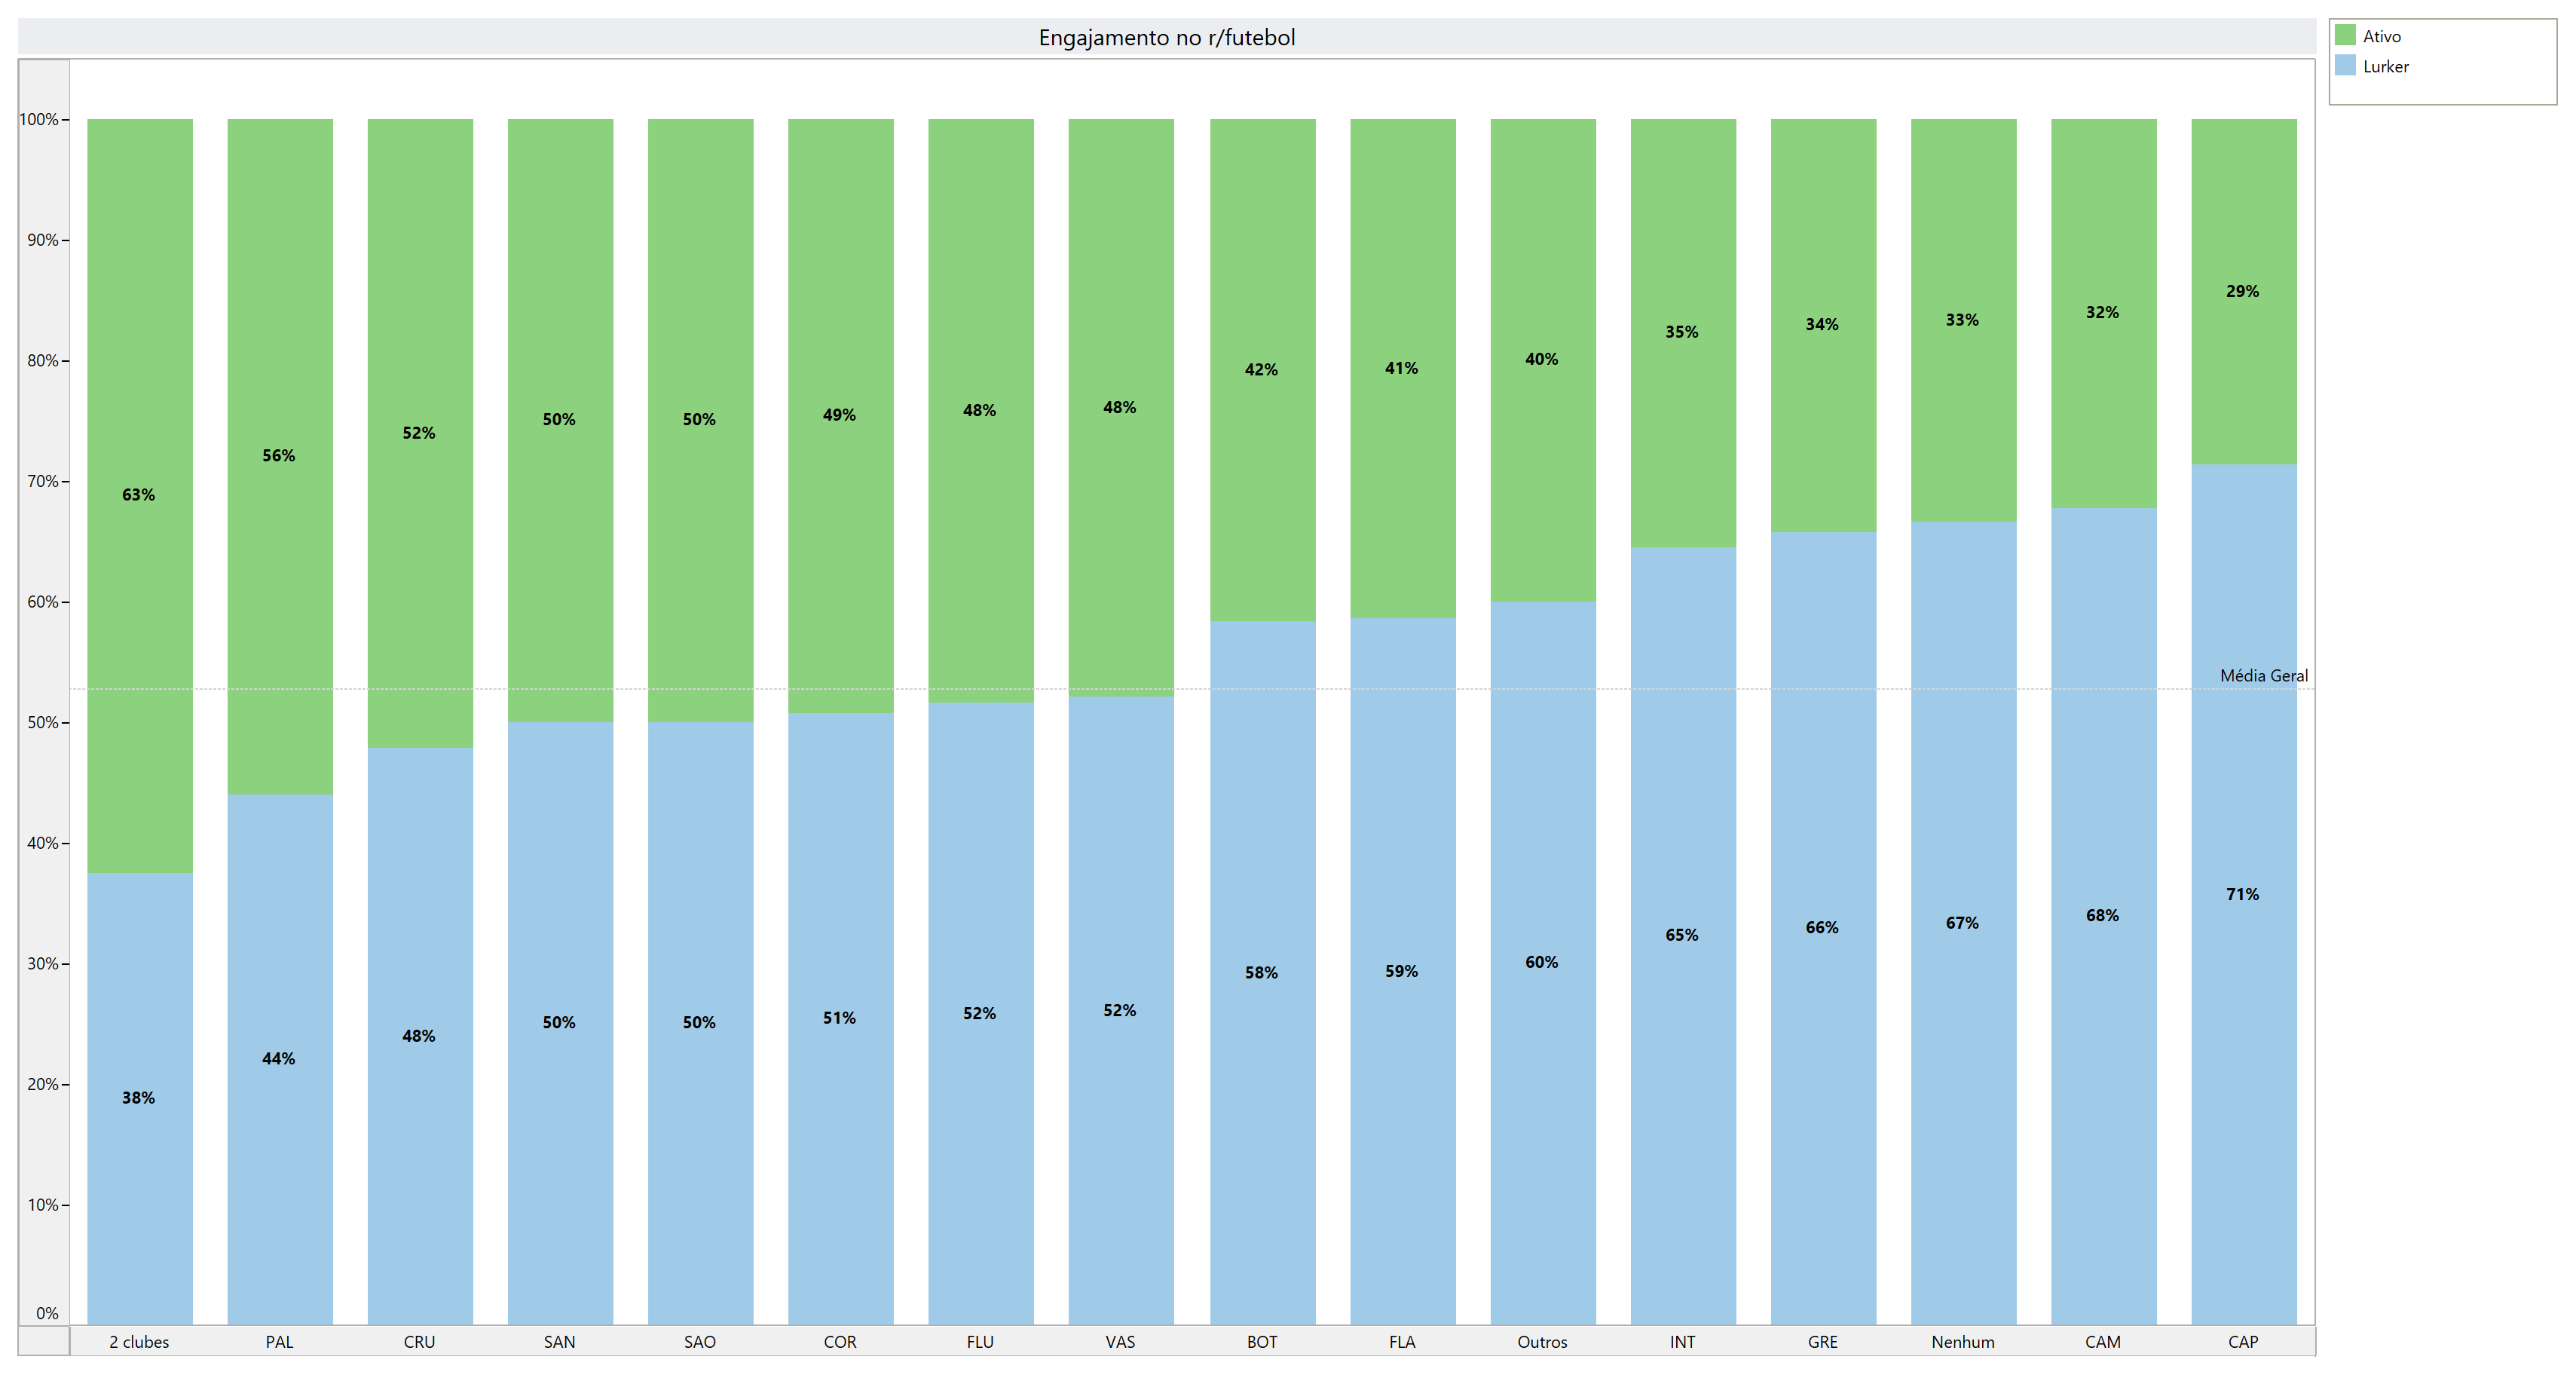 Engajamento no r/futebol
Ativo
Lurker
100%
90%
80%
70%
60%
50%
40%
30%
20%
10%
0%
63% 56% 52% 50% 50% 49% 48% 48% 42% 41% 40% 35% 34% 33% 32% 29%
Média Geral
38% 44% 48% 50% 50% 51% 52% 52% 58% 59% 60% 65% 66% 67% 68% 71%
2 clubes PAL CRU SAN SAO COR FLU VAS BOT FLA Outros INT GRE Nenhum CAM CAP